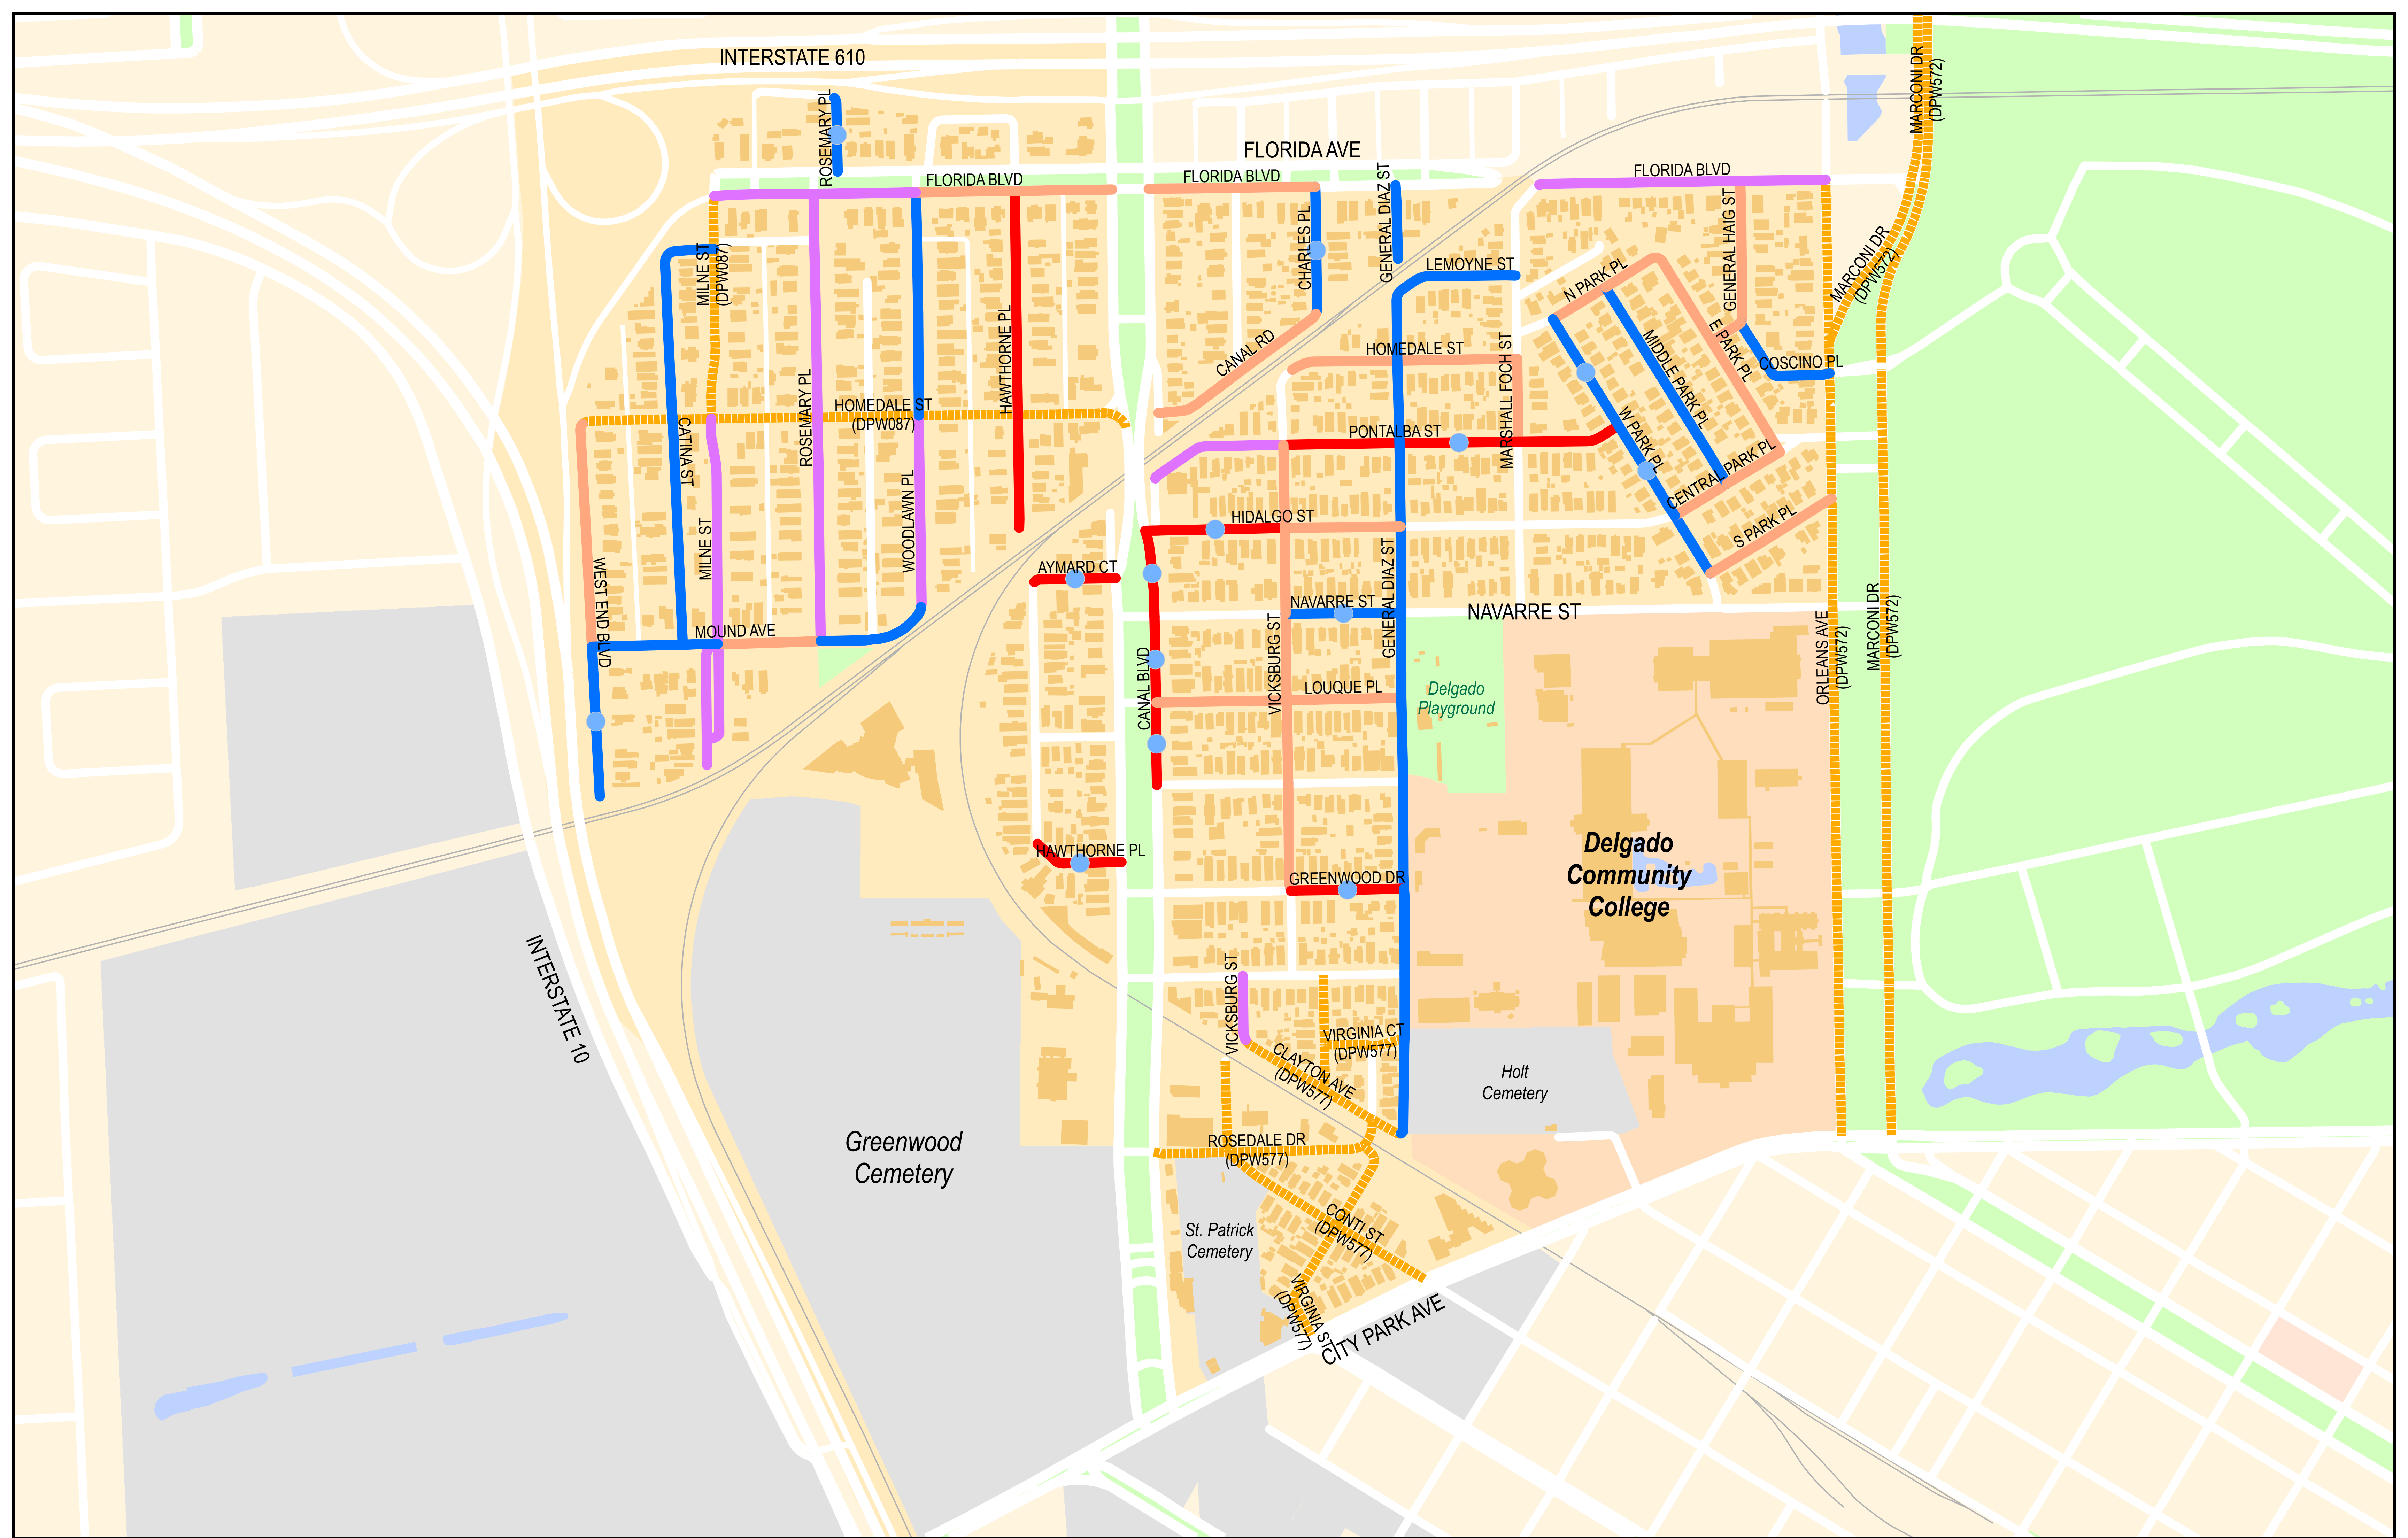 INTERSTATE 610
MARCONI DR
(DPW572)
ROSEMARY PL
FLORIDA AVE
FLORIDA BLVD
FLORIDA BLVD
GENERAL DIAZ ST
FLORIDA BLVD
GENERAL HAIG ST
CHARLES PL
MILNE ST
(DPW087)
LEMOYNE ST
N PARK PL
MARCONI DR
(DPW572)
HAWTHORNE PL
CANAL RD
HOMEDALE ST
MARSHALL FOCH ST
MIDDLE PARK PL
E PARK PL
COSCINO PL
ROSEMARY PL
HOMEDALE ST
(DPW087)
CATINA ST
PONTALBA ST
W PARK PL
CENTRAL PARK PL
WOODLAWN PL
MILNE ST
HIDALGO ST
S PARK PL
WEST END BLVD
AYMARD CT
GENERAL DIAZ ST
NAVARRE ST
NAVARRE ST
MOUND AVE
VICKSBURG ST
CANAL BLVD
LOUQUE PL
Delgado
Playground
ORLEANS AVE
(DPW572)
MARCONI DR
(DPW572)
HAWTHORNE PL
GREENWOOD DR
Delgado
Community
College
INTERSTATE 10
VICKSBURG ST
VIRGINIA CT
(DPW577)
CLAYTON AVE
(DPW577)
Holt
Cemetery
Greenwood
Cemetery
ROSEDALE DR
(DPW577)
St. Patrick
Cemetery
CONTI ST
(DPW577)
VIRGINIA ST
(DPW577)
CITY PARK AVE